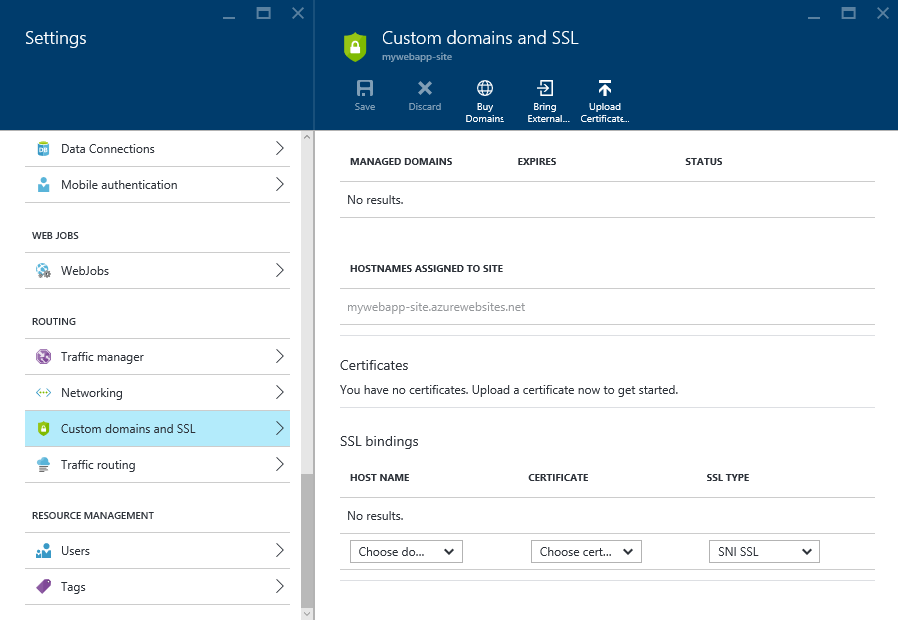 Settings
Data Connections
Mobile authentication
WEB JOBS
WebJobs
ROUTING
Traffic manager
Networking
Custom domains and SSL
Traffic routing
RESOURCE MANAGEMENT
Users
Tags
Custom domains and SSL
mywebapp-site
Save Discard Buy Domains Bring External... Upload Certificate...
MANAGED DOMAINS EXPIRES STATUS
No results.
HOSTNAMES ASSIGNED TO SITE
mywebapp-site.azurewebsites.net
Certificates
You have no certificates. Upload a certificate now to get started.
SSL bindings
HOST NAME CERTIFICATE SSL TYPE
No results.
Choose do... Choose cert... SNI SSL